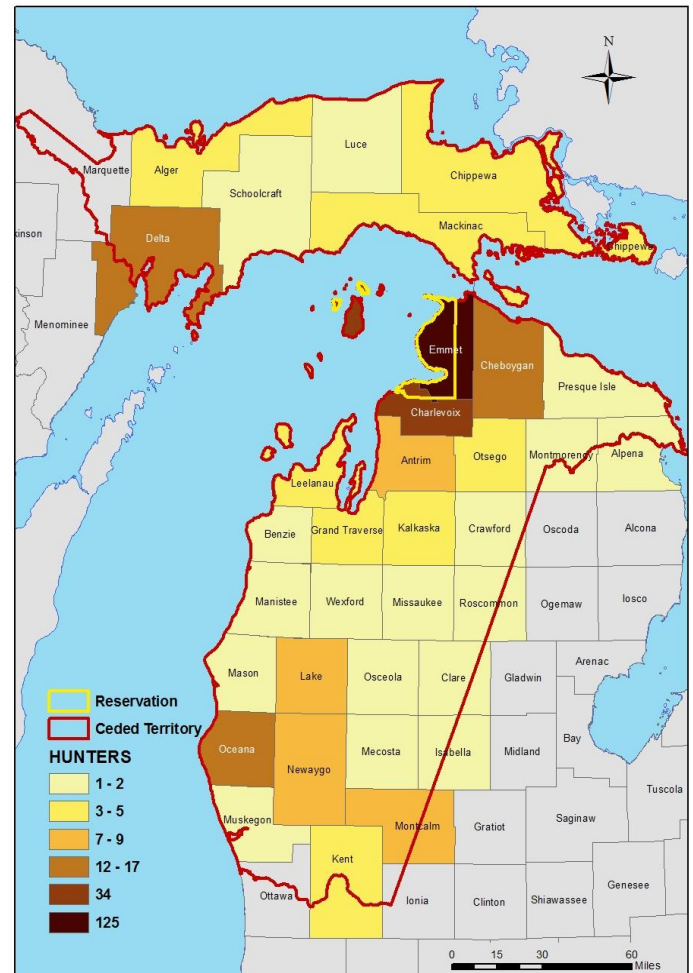 N
Luce
Marquette
Alger
Chippewa
Schoolcraft
Mackinac
Delta
Chippewa
Menominee
Emmet
Cheboygan
Presque Isle
Charlevoix
Antrim
Otsego
Montmorency
Alpena
Leelanau
Benzie
Grand Traverse
Kalkaska
Crawford
Oscoda
Alcona
Manistee
Wexford
Missaukee
Roscommon
Ogemaw
Iosco
Mason
Lake
Osceola
Clare
Gladwin
Arenac
Reservation
Ceded Territory
HUNTERS
1 - 2
3 - 5
7 - 9
12 - 17
34
125
Oceana
Newaygo
Mecosta
Isabella
Midland
Bay
Tuscola
Muskegon
Montcalm
Gratiot
Saginaw
Kent
Ottawa
Ionia
Clinton
Shiawassee
Genesee
0 15 30 60
Miles